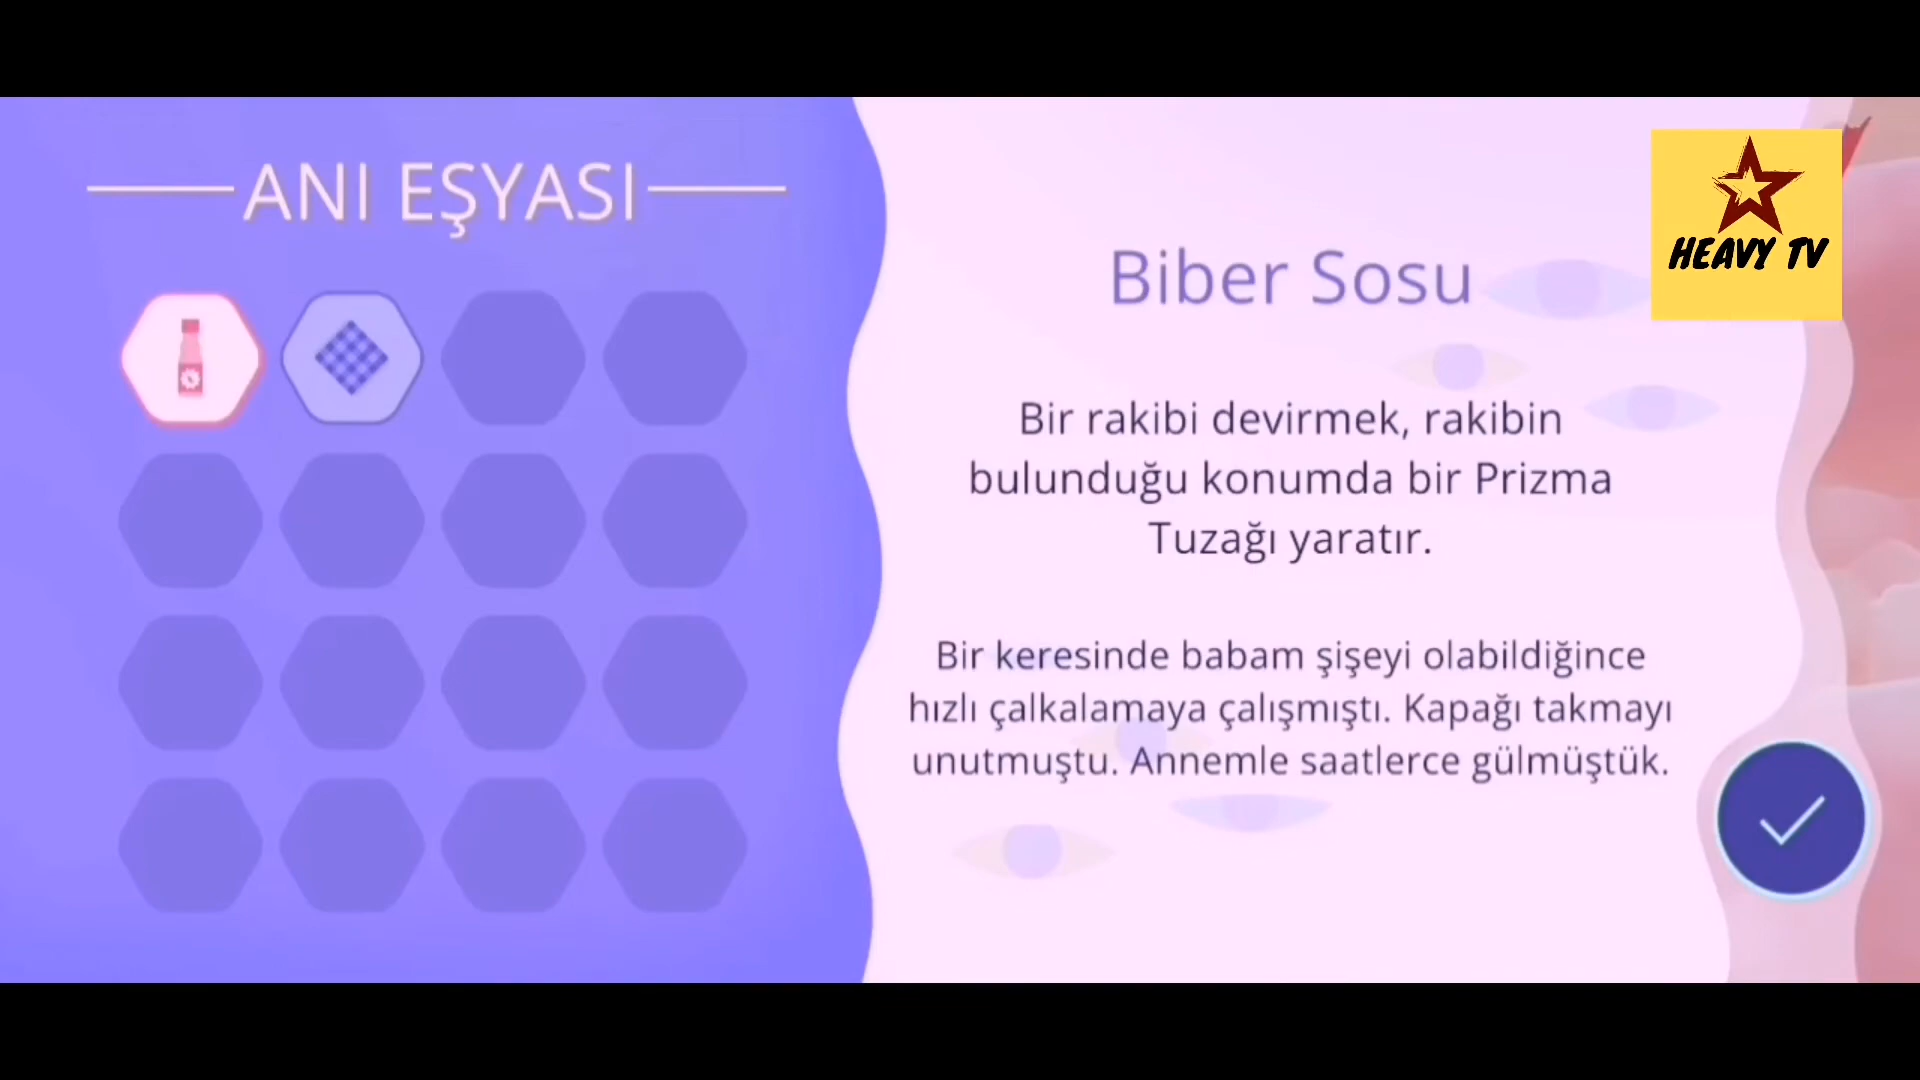 ANI EŞYASI
HEAVY TV
Biber Sosu
Bir rakibi devirmek, rakibin
bulunduğu konumda bir Prizma
Tuzağı yaratır.
Bir keresinde babam şişeyi olabildiğince
hızlı çalkalamaya çalışmıştı. Kapağı takmayı
unutmuştu. Annemle saatlerce gülmüştük.